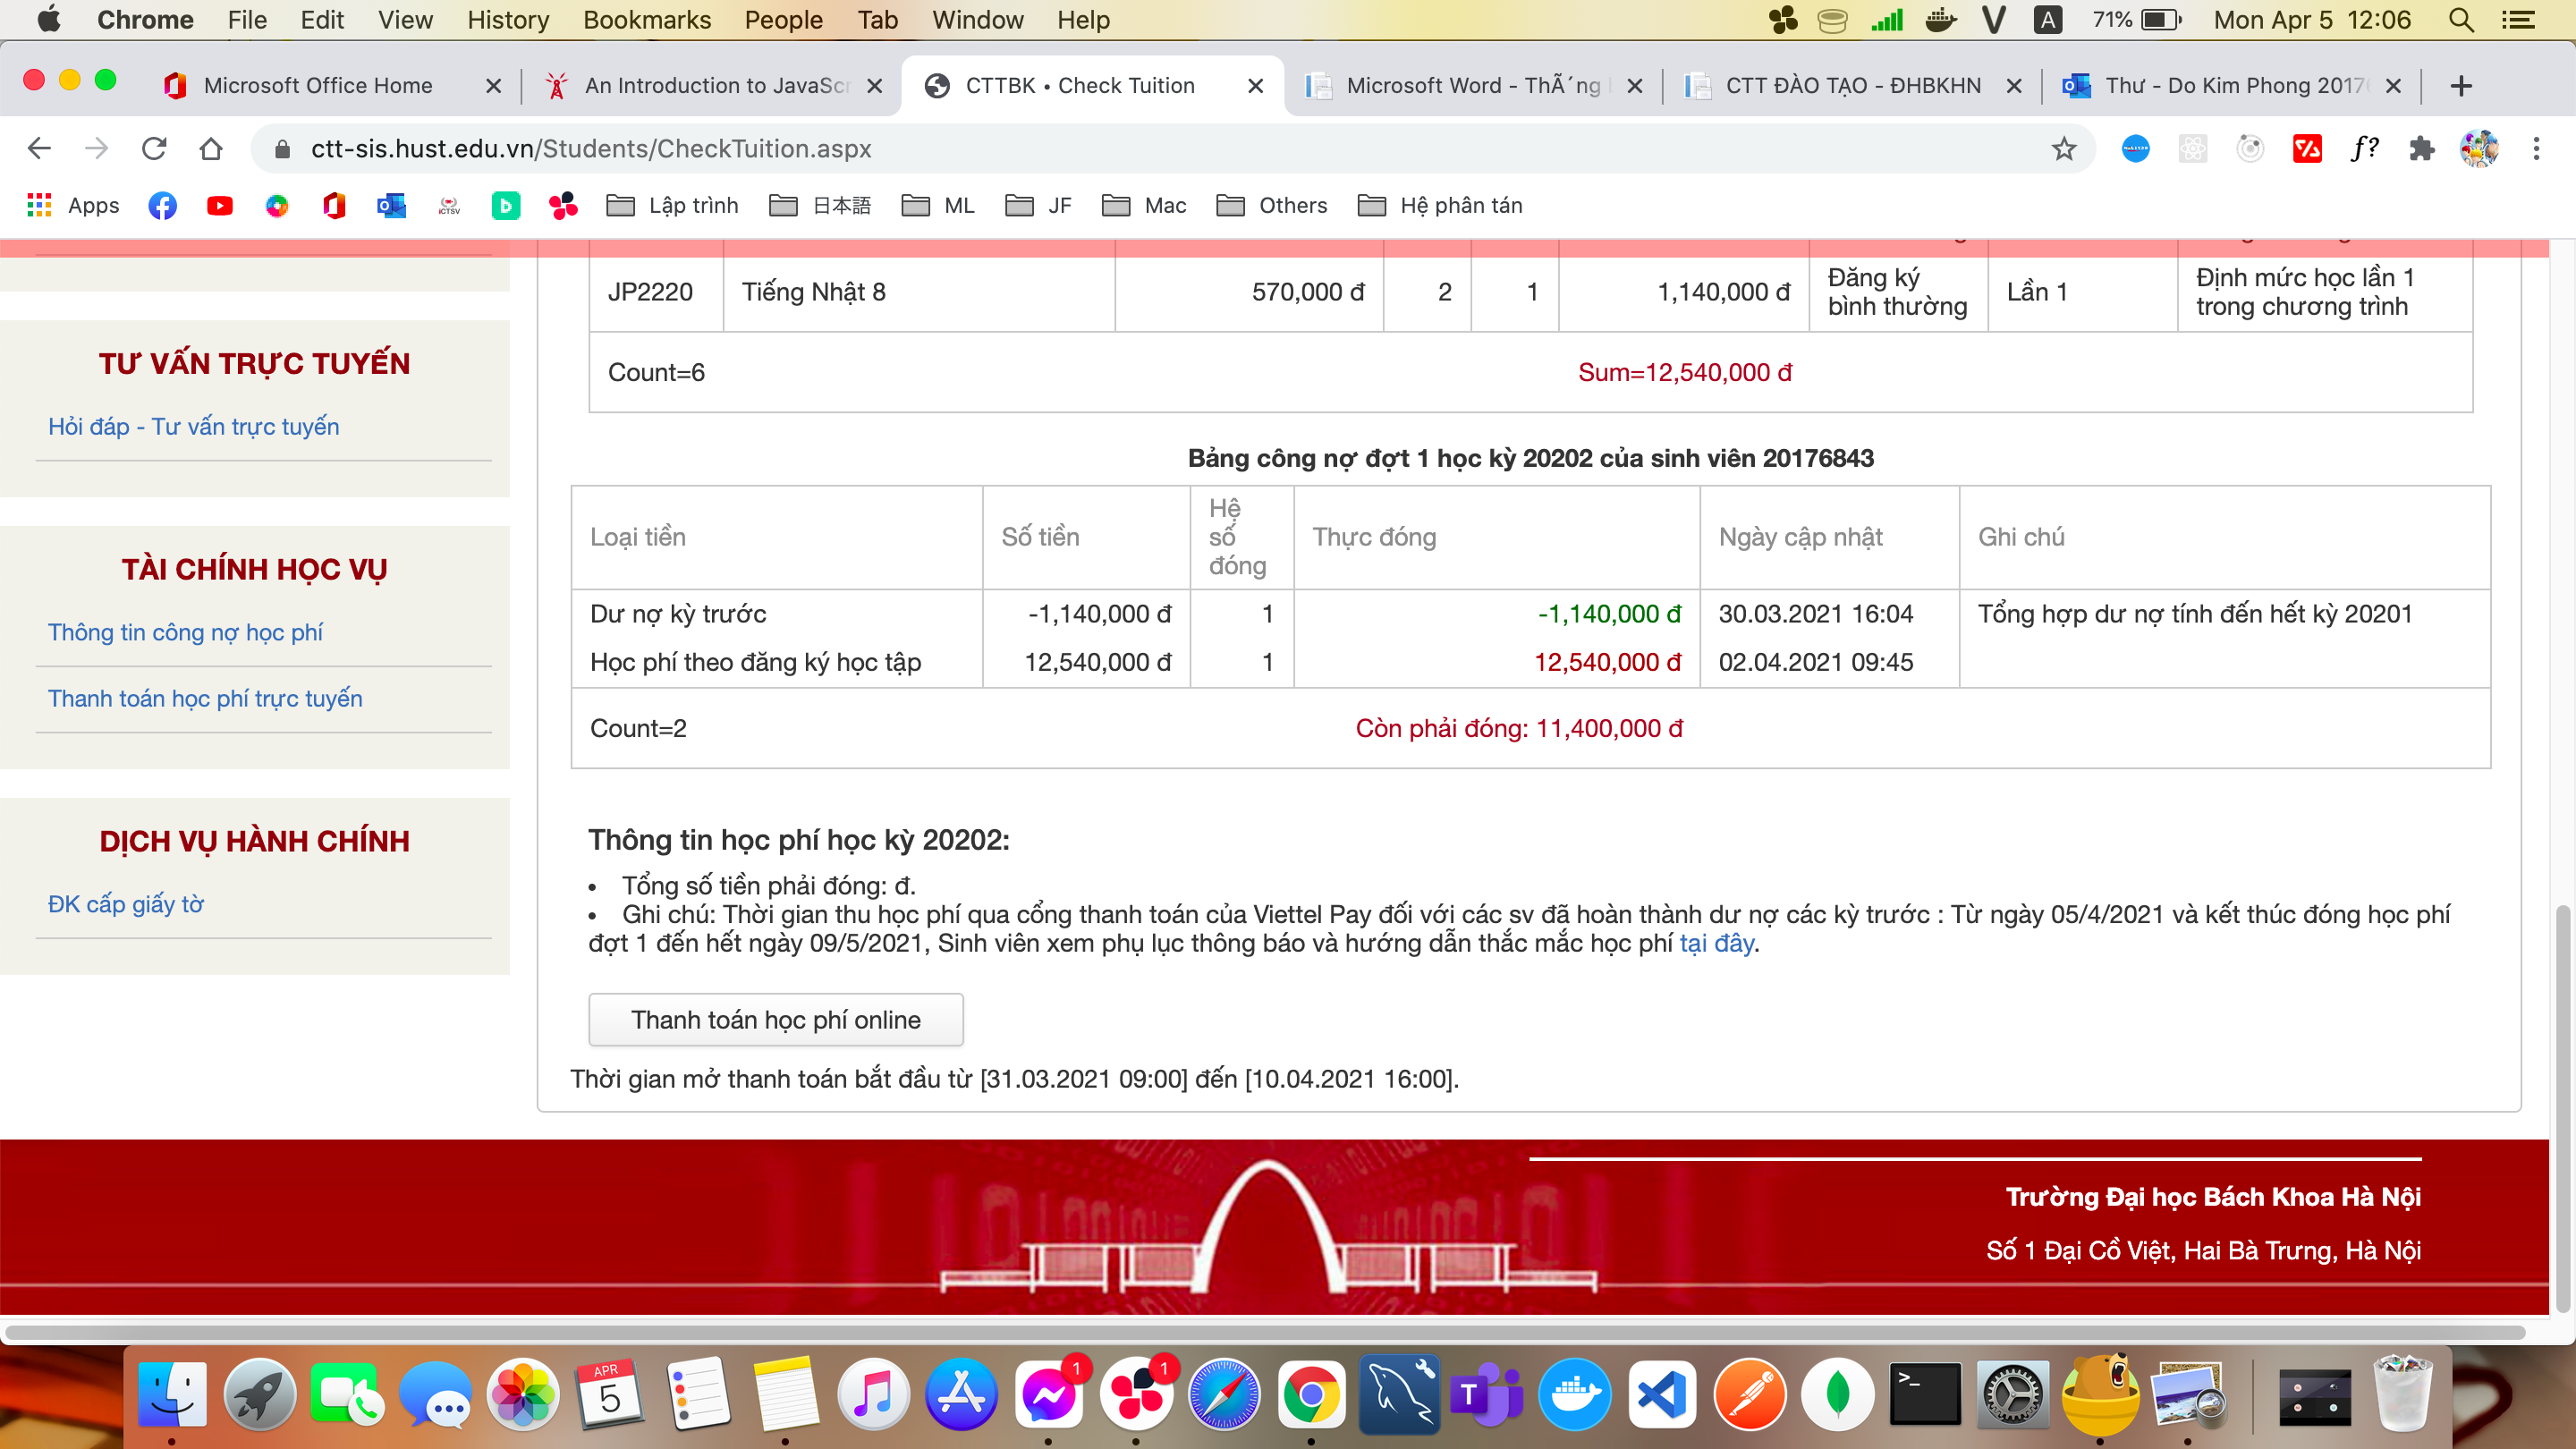 Chrome File Edit View History Bookmarks People Tab Window Help V A 71% Mon Apr 5 12:06
Microsoft Office Home An Introduction to JavaScr CTTBK • Check Tuition Microsoft Word - ThÃ´ng CTT ĐÀO TẠO - ĐHBKHN Thư - Do Kim Phong 2017
ctt-sis.hust.edu.vn/Students/CheckTuition.aspx f?
Apps Lập trình 日本語 ML JF Mac Others Hệ phân tán
JP2220 Tiếng Nhật 8 570,000 đ 2 1 1,140,000 đ Đăng ký bình thường Lần 1 Định mức học lần 1 trong chương trình
Count=6 Sum=12,540,000 đ
TƯ VẤN TRỰC TUYẾN
Hỏi đáp - Tư vấn trực tuyến
TÀI CHÍNH HỌC VỤ
Thông tin công nợ học phí
Thanh toán học phí trực tuyến
DỊCH VỤ HÀNH CHÍNH
ĐK cấp giấy tờ
Bảng công nợ đợt 1 học kỳ 20202 của sinh viên 20176843
Loại tiền Số tiền Hệ số đóng Thực đóng Ngày cập nhật Ghi chú
Dư nợ kỳ trước -1,140,000 đ 1 -1,140,000 đ 30.03.2021 16:04 Tổng hợp dư nợ tính đến hết kỳ 20201
Học phí theo đăng ký học tập 12,540,000 đ 1 12,540,000 đ 02.04.2021 09:45
Count=2 Còn phải đóng: 11,400,000 đ
Thông tin học phí học kỳ 20202:
• Tổng số tiền phải đóng: đ.
• Ghi chú: Thời gian thu học phí qua cổng thanh toán của Viettel Pay đối với các sv đã hoàn thành dư nợ các kỳ trước : Từ ngày 05/4/2021 và kết thúc đóng học phí
đợt 1 đến hết ngày 09/5/2021, Sinh viên xem phụ lục thông báo và hướng dẫn thắc mắc học phí tại đây.
Thanh toán học phí online
Thời gian mở thanh toán bắt đầu từ [31.03.2021 09:00] đến [10.04.2021 16:00].
Trường Đại học Bách Khoa Hà Nội
Số 1 Đại Cồ Việt, Hai Bà Trưng, Hà Nội
APR
5
1
1
T